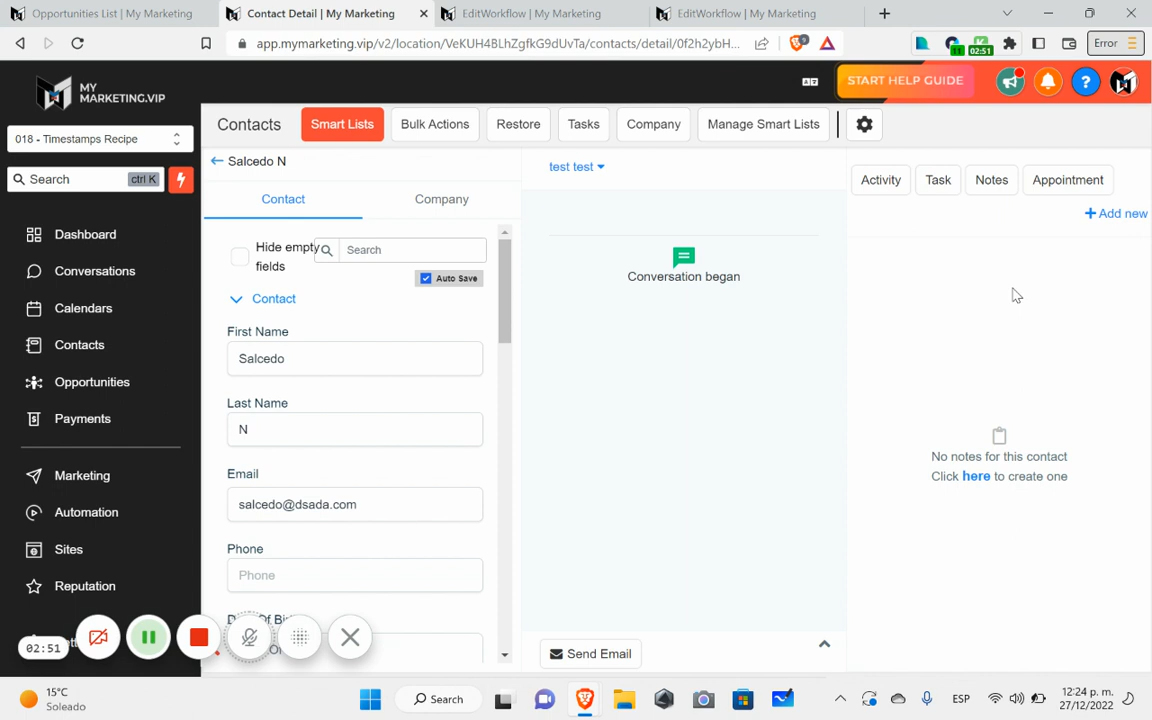 Opportunities List | My Marketing
Contact Detail | My Marketing
EditWorkflow | My Marketing
EditWorkflow | My Marketing
app.mymarketing.vip/v2/location/VeKUH4BLhZgfkG9dUvTa/contacts/detail/0f2h2ybH...
9
11
02:51
Error
MY
MARKETING.VIP
START HELP GUIDE
018 - Timestamps Recipe
Contacts
Smart Lists
Bulk Actions
Restore
Tasks
Company
Manage Smart Lists
Search
ctrl K
Dashboard
Conversations
Calendars
Contacts
Opportunities
Payments
Marketing
Automation
Sites
Reputation
Salcedo N
Contact
Company
Hide empty
fields
Search
Auto Save
Contact
First Name
Salcedo
Last Name
N
Email
salcedo@dsada.com
Phone
Phone
test test
Conversation began
Send Email
Activity
Task
Notes
Appointment
+ Add new
No notes for this contact
Click here to create one
02:51
15°C
Soleado
Search
ESP
12:24 p. m.
27/12/2022